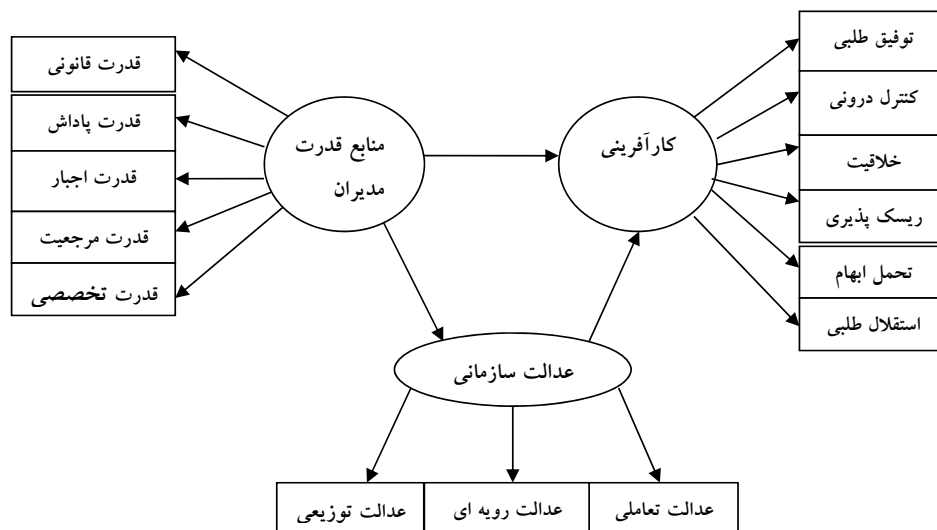 توفیق طلبی
کنترل درونی
خلاقیت
ریسک پذیری
تحمل ابهام
استقلال طلبی
کارآفرینی
منابع قدرت
مدیران
قدرت قانونی
قدرت پاداش
قدرت اجبار
قدرت مرجعیت
قدرت تخصصی
عدالت سازمانی
عدالت تعاملی
عدالت رویه ای
عدالت توزیعی